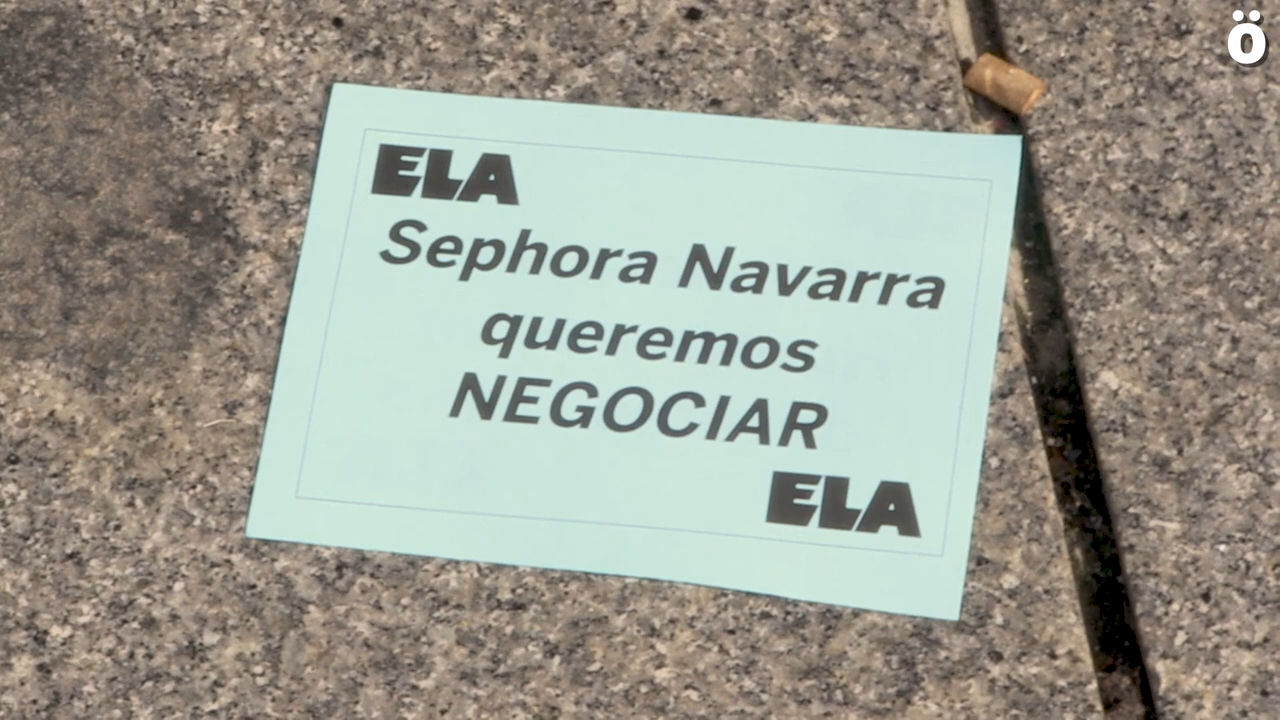 ö
ELA
Sephora Navarra
queremos
NEGOCIAR
ELA